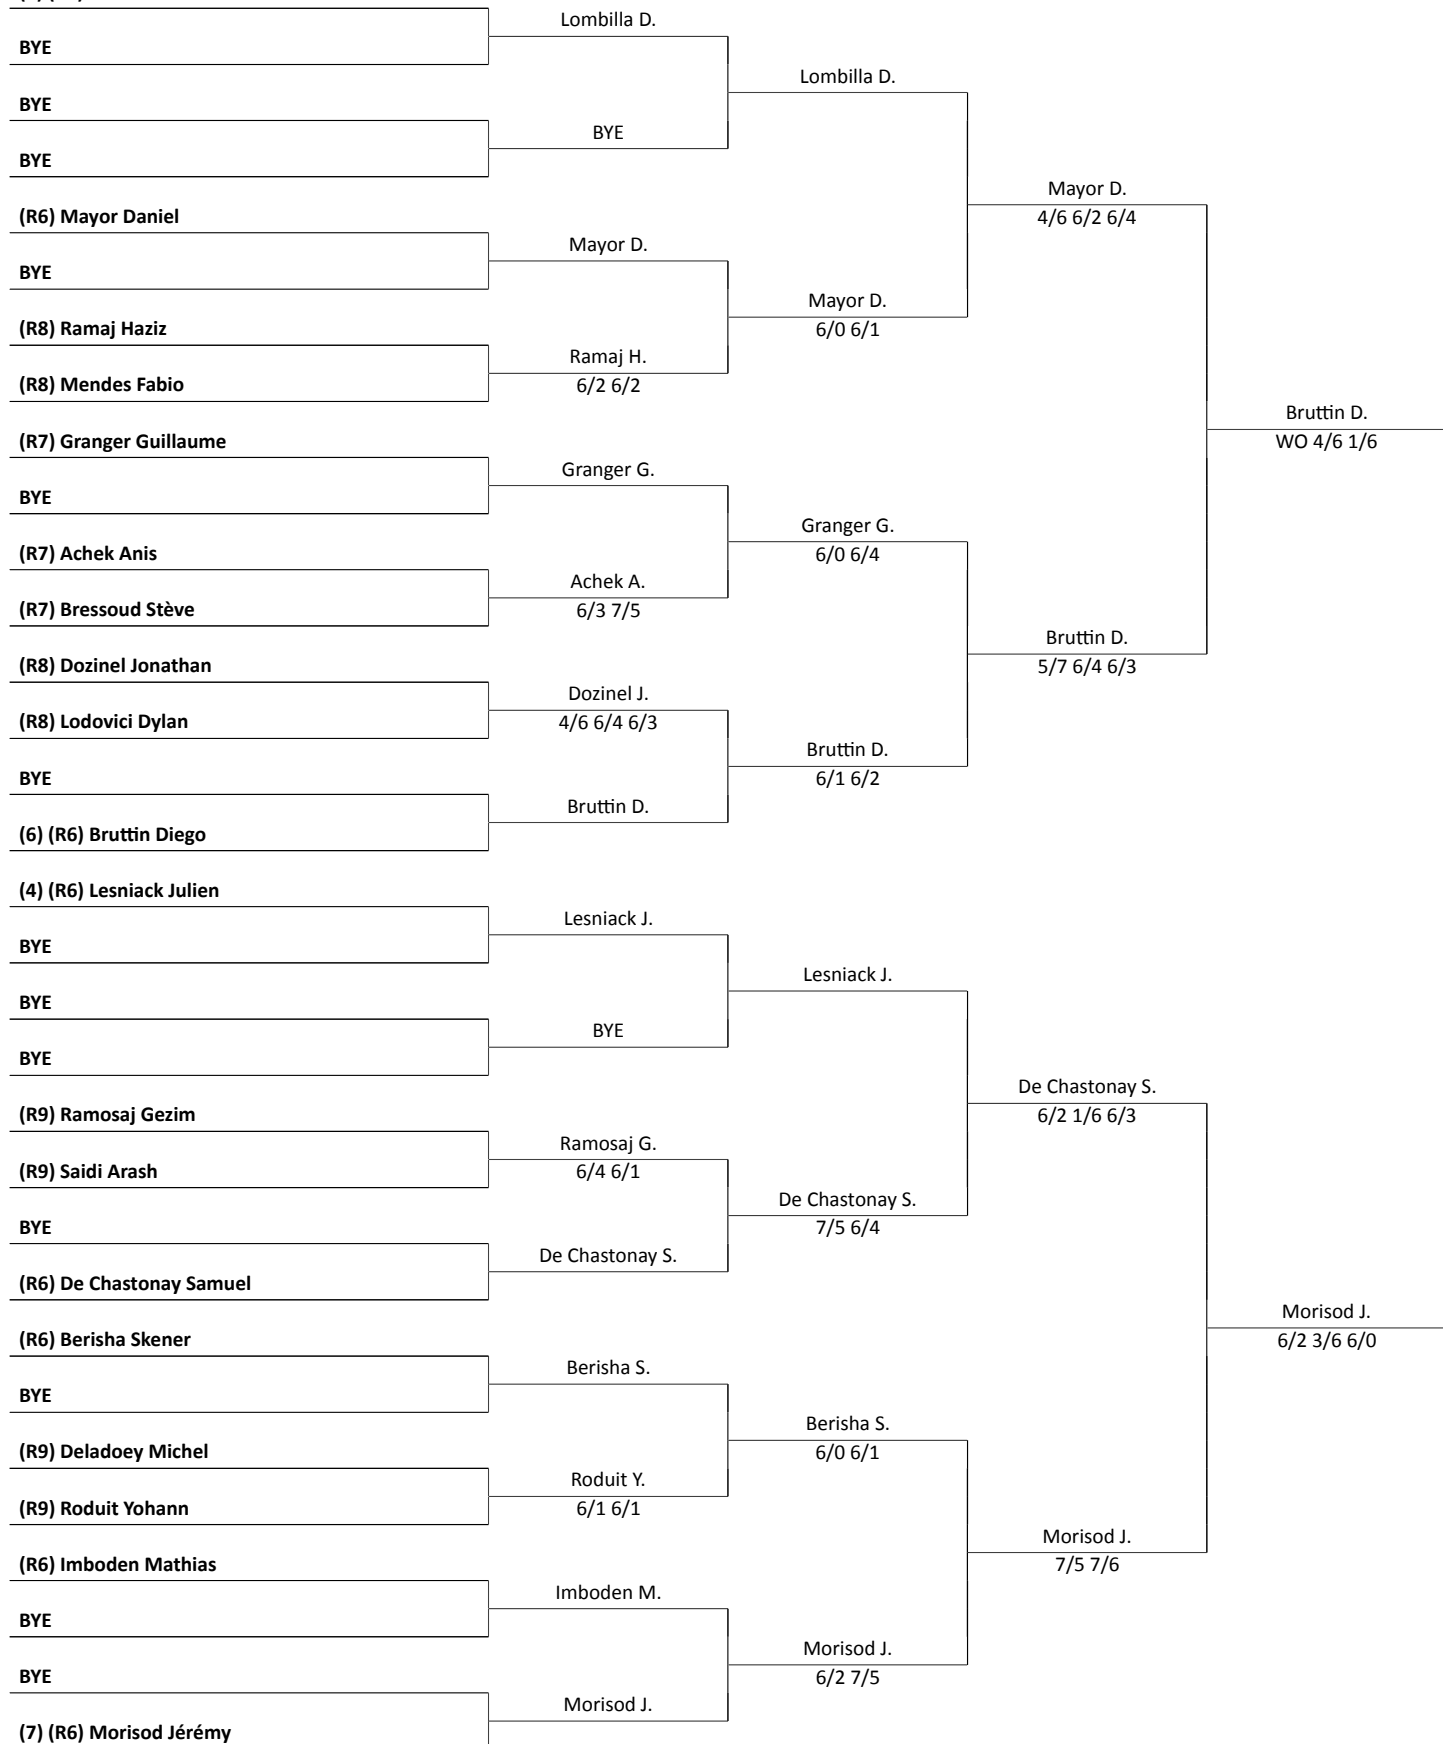 BYE
BYE
BYE
(R6) Mayor Daniel
BYE
(R8) Ramaj Haziz
(R8) Mendes Fabio
(R7) Granger Guillaume
BYE
(R7) Achek Anis
(R7) Bressoud Stève
(R8) Dozinel Jonathan
(R8) Lodovici Dylan
BYE
(6) (R6) Bruttin Diego
(4) (R6) Lesniack Julien
BYE
BYE
BYE
(R9) Ramosaj Gezim
(R9) Saidi Arash
BYE
(R6) De Chastonay Samuel
(R6) Berisha Skener
BYE
(R9) Deladoey Michel
(R9) Roduit Yohann
(R6) Imboden Mathias
BYE
BYE
(7) (R6) Morisod Jérémy
Lombilla D.
BYE
Mayor D.
Ramaj H.
6/2 6/2
Granger G.
Achek A.
6/3 7/5
Dozinel J.
4/6 6/4 6/3
Bruttin D.
Lesniack J.
BYE
Ramosaj G.
6/4 6/1
De Chastonay S.
Berisha S.
Roduit Y.
6/1 6/1
Imboden M.
Morisod J.
Lombilla D.
Mayor D.
6/0 6/1
Granger G.
6/0 6/4
Bruttin D.
6/1 6/2
Lesniack J.
De Chastonay S.
7/5 6/4
Berisha S.
6/0 6/1
Morisod J.
6/2 7/5
Mayor D.
4/6 6/2 6/4
Bruttin D.
5/7 6/4 6/3
De Chastonay S.
6/2 1/6 6/3
Morisod J.
7/5 7/6
Bruttin D.
WO 4/6 1/6
Morisod J.
6/2 3/6 6/0